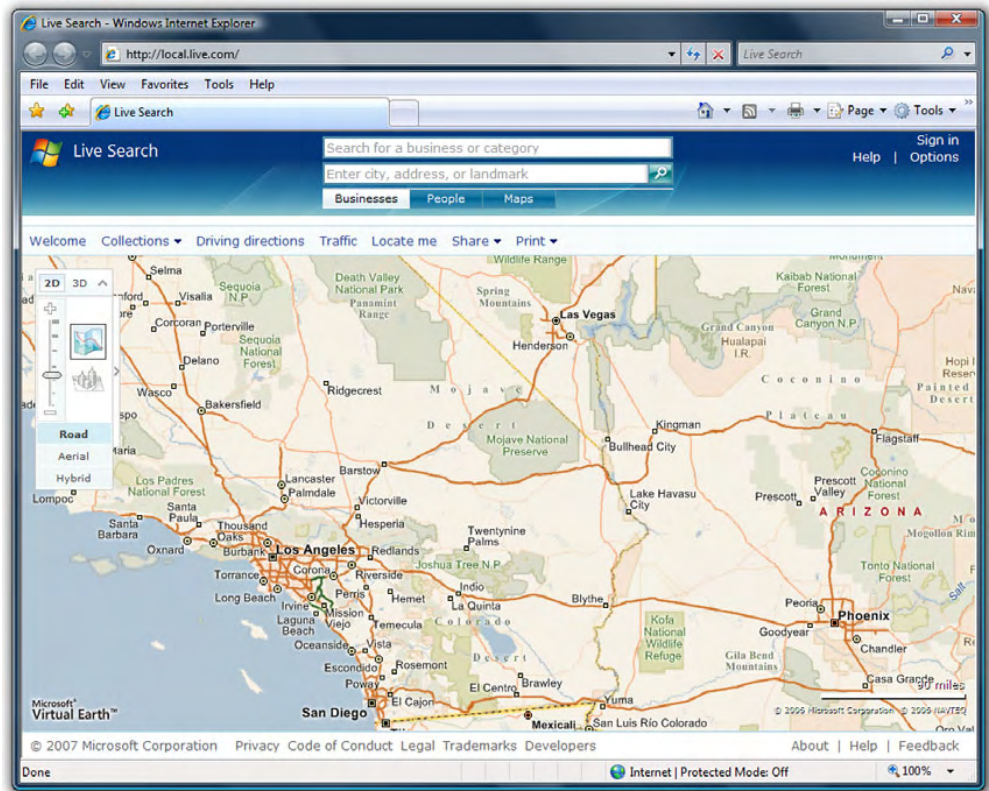 Live Search - Windows Internet Explorer
http://local.live.com/
Live Search
File Edit View Favorites Tools Help
Live Search
Page Tools
Live Search
Search for a business or category
Enter city, address, or landmark
Businesses People Maps
Sign in
Help | Options
Welcome Collections Driving directions Traffic Locate me Share Print
2D 3D
Road
Aerial
Hybrid
Selma
Sequoia
N.P.
Visalia
Corcoran
Porterville
Sequoia
National
Forest
Delano
Wasco
Bakersfield
Ridgecrest
Death Valley
National Park
Panamint
Range
Wildlife Range
Spring
Mountains
Las Vegas
Henderson
Kaibab National
Forest
Grand
Canyon N.P.
Grand Canyon
Hualapai
I.R.
Coconino
Plateau
Painted
Desert
Mojave
Desert
Mojave National
Preserve
Kingman
Bullhead City
Flagstaff
Barstow
Lancaster
Palmdale
Victorville
Hesperia
Los Padres
National Forest
Lompoc
Santa
Barbara
Santa
Paula
Thousand
Oaks
Oxnard
Burbank
Los Angeles
Redlands
Twentynine
Palms
Joshua Tree N.P.
Lake Havasu
City
Prescott
Prescott
Valley
Coconino
National
Forest
ARIZONA
Mogollon Rim
Tonto National
Forest
Salt
Torrance
Corona
Riverside
Long Beach
Perris
Hemet
Indio
La Quinta
Blythe
Irvine
Mission
Viejo
Laguna
Beach
Temecula
Colorado
Desert
Kofa
National
Wildlife
Refuge
Peoria
Phoenix
Goodyear
Chandler
Gila Bend
Mountains
Casa Grande
Oceanside
Vista
Escondido
Rosemont
Poway
El Cajon
San Diego
El Centro
Brawley
Yuma
Mexicali
San Luis Río Colorado
90 miles
Microsoft®
Virtual Earth™
© 2006 Microsoft Corporation © 2006 NAVTEQ
© 2007 Microsoft Corporation Privacy Code of Conduct Legal Trademarks Developers
About | Help | Feedback
Done
Internet | Protected Mode: Off
100%